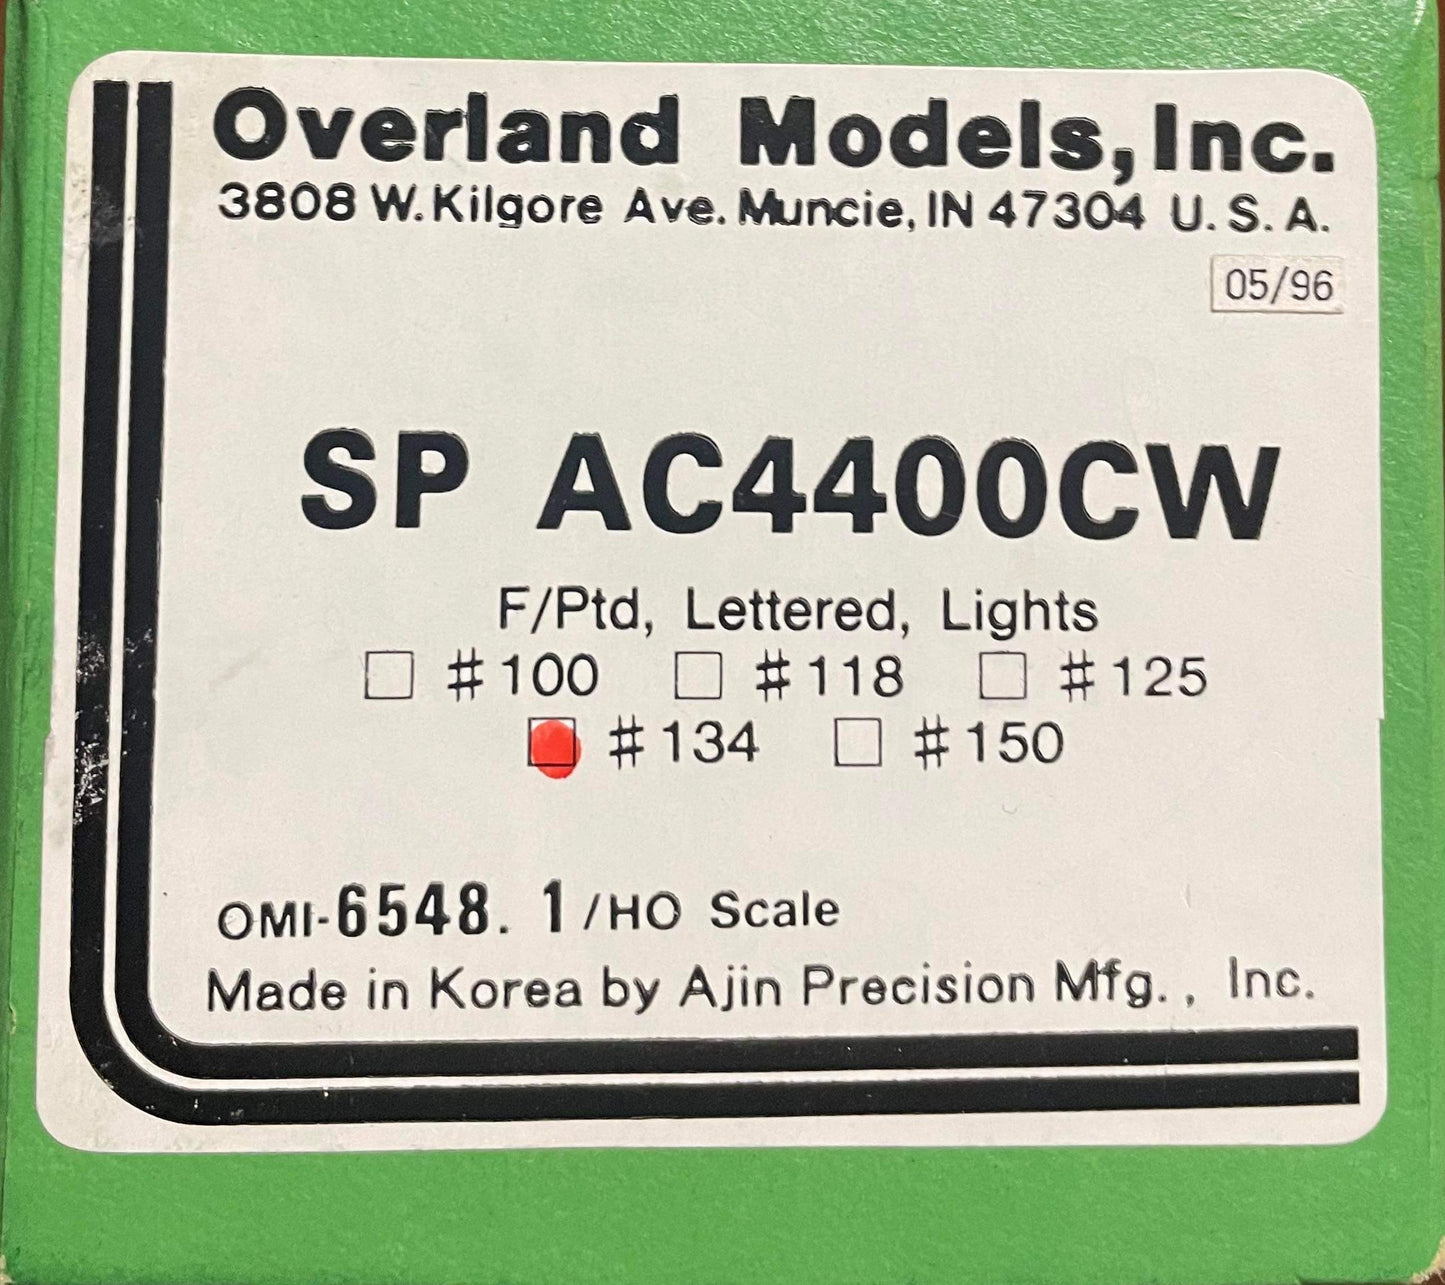 Overland Models, Inc.
3808 W. Kilgore Ave. Muncie, IN 47304 U. S. A.
05/96
SP AC4400CW
F/Ptd, Lettered, Lights
☐ #100 ☐ #118 ☐ #125
☐ #134 ☐ #150
OMI-6548. 1 /HO Scale
Made in Korea by Ajin Precision Mfg. , Inc.